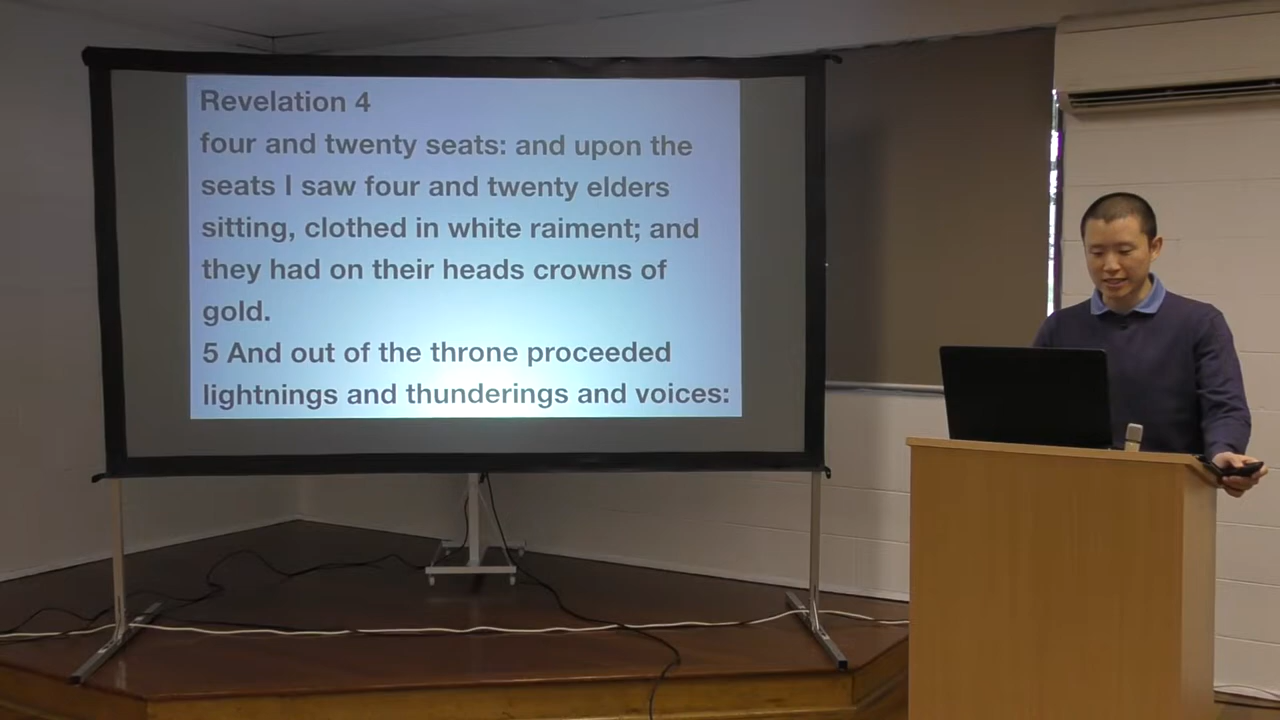 Revelation 4
four and twenty seats: and upon the
seats I saw four and twenty elders
sitting, clothed in white raiment; and
they had on their heads crowns of
gold.
5 And out of the throne proceeded
lightnings and thunderings and voices: